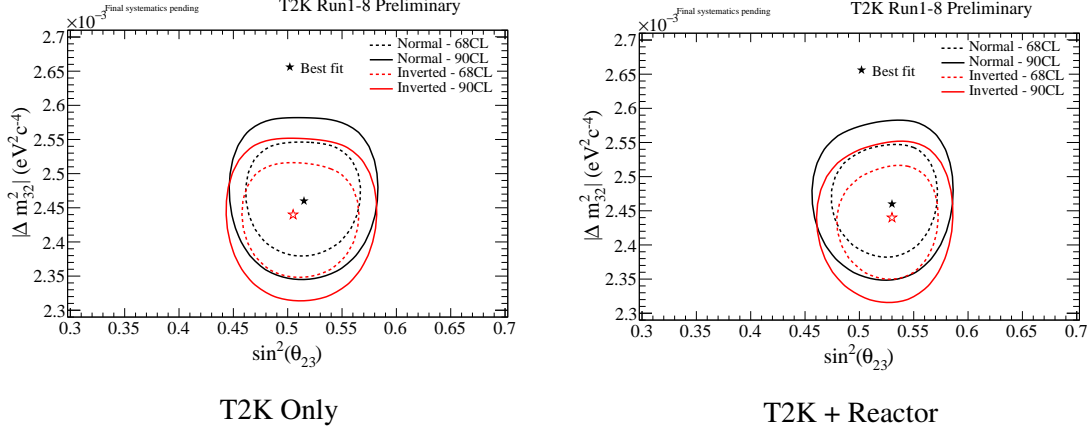 ×10⁻³
Final systematics pending
T2K Run1-8 Preliminary
2.7
2.65
2.6
2.55
2.5
2.45
2.4
2.35
2.3
|Δ m²₃₂| (eV²c⁻⁴)
Normal - 68CL
Normal - 90CL
Inverted - 68CL
Inverted - 90CL
Best fit
0.3 0.35 0.4 0.45 0.5 0.55 0.6 0.65 0.7
sin²(θ₂₃)
T2K Only
×10⁻³
Final systematics pending
T2K Run1-8 Preliminary
2.7
2.65
2.6
2.55
2.5
2.45
2.4
2.35
2.3
|Δ m²₃₂| (eV²c⁻⁴)
Normal - 68CL
Normal - 90CL
Inverted - 68CL
Inverted - 90CL
Best fit
0.3 0.35 0.4 0.45 0.5 0.55 0.6 0.65 0.7
sin²(θ₂₃)
T2K + Reactor